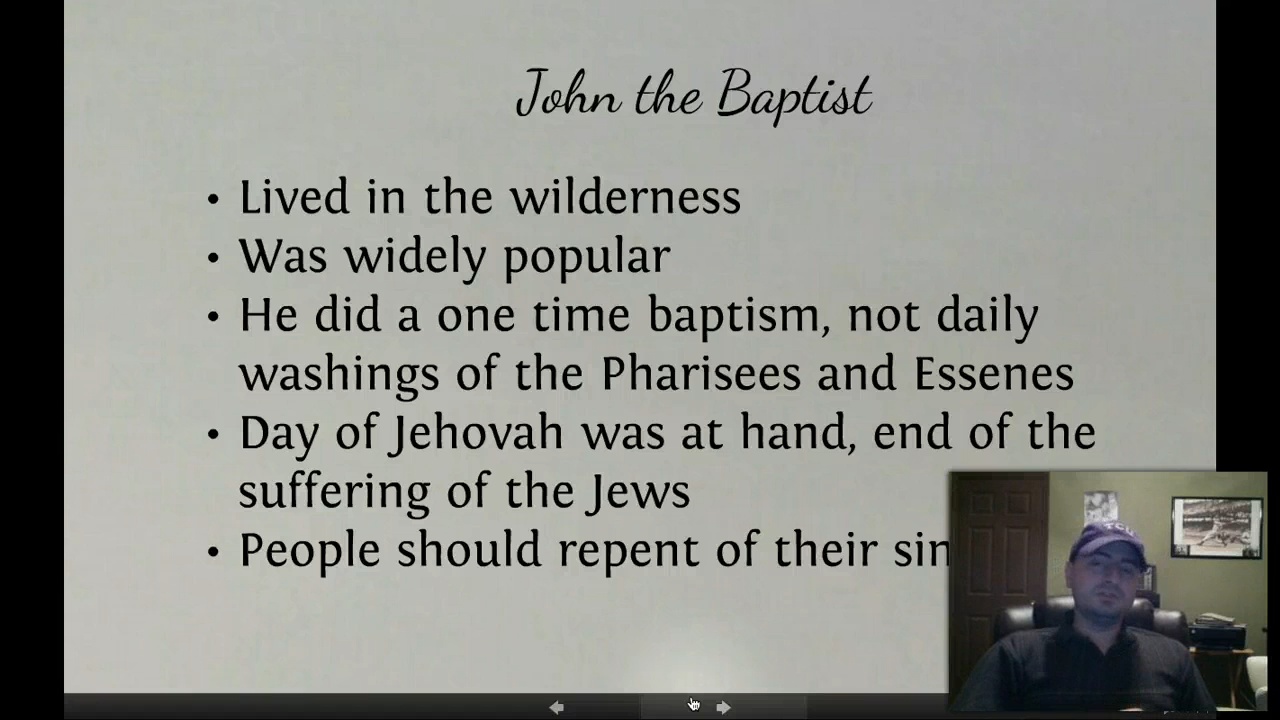 John the Baptist
• Lived in the wilderness
• Was widely popular
• He did a one time baptism, not daily
washings of the Pharisees and Essenes
• Day of Jehovah was at hand, end of the
suffering of the Jews
• People should repent of their sin
TCU